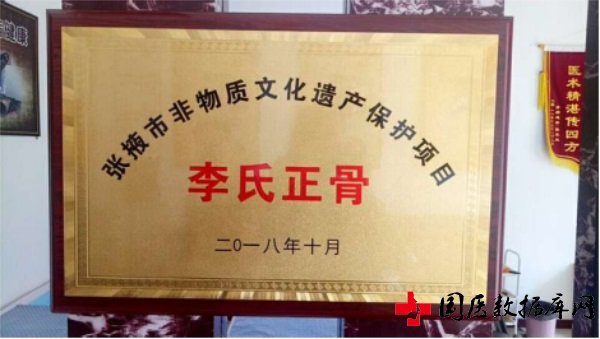 张掖市非物质文化遗产保护项目
李氏正骨
二O一八年十月
医术精湛传四方
国医数据库网